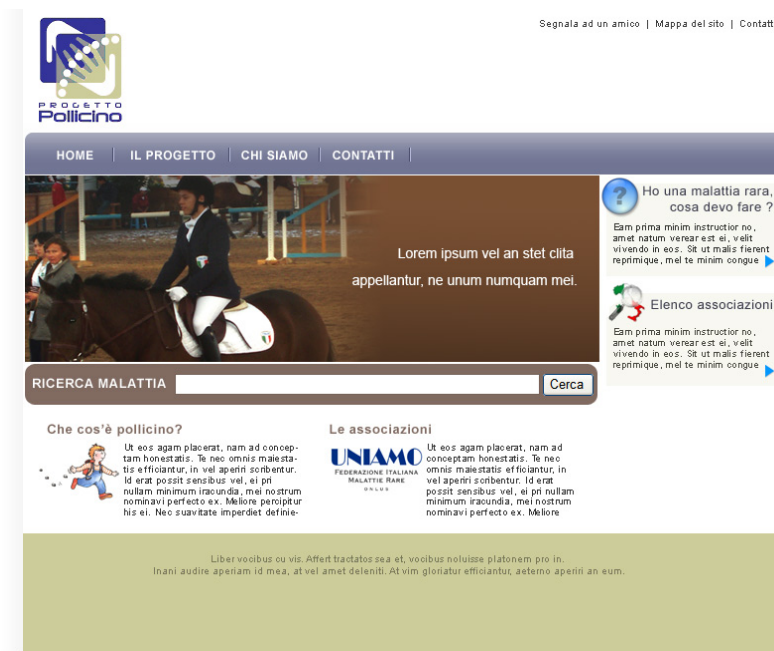 Segnala ad un amico | Mappa del sito | Contatt
PROGETTO
Pollicino
HOME | IL PROGETTO | CHI SIAMO | CONTATTI |
Lorem ipsum vel an stet clita
appellantur, ne unum numquam mei.
?
Ho una malattia rara,
cosa devo fare ?
Eam prima minim instructior no,
amet natum verear est ei, velit
vivendo in eos. Sit ut malis fierent
reprimique, mel te minim congue
Elenco associazioni
Eam prima minim instructior no,
amet natum verear est ei, velit
vivendo in eos. Sit ut malis fierent
reprimique, mel te minim congue
RICERCA MALATTIA
Cerca
Che cos'è pollicino?
Ut eos agam placerat, nam ad concep-
tam honestatis. Te nec omnis maiesta-
tis efficiantur, in vel aperiri scribentur.
Id erat possit sensibus vel, ei pri
nullam minimum iracundia, mei nostrum
nominavi perfecto ex. Meliore percipitur
his ei. Nec suavitate imperdiet definie-
Le associazioni
UNIAMO
FEDERAZIONE ITALIANA
MALATTIE RARE
ONLUS
Ut eos agam placerat, nam ad
conceptam honestatis. Te nec
omnis maiestatis efficiantur, in
vel aperiri scribentur. Id erat
possit sensibus vel, ei pri nullam
minimum iracundia, mei nostrum
nominavi perfecto ex. Meliore
Liber vocibus cu vis. Affert tractatos sea et, vocibus noluisse platonem pro in.
Inani audire aperiam id mea, at vel amet deleniti. At vim gloriatur efficiantur, aeterno aperiri an eum.